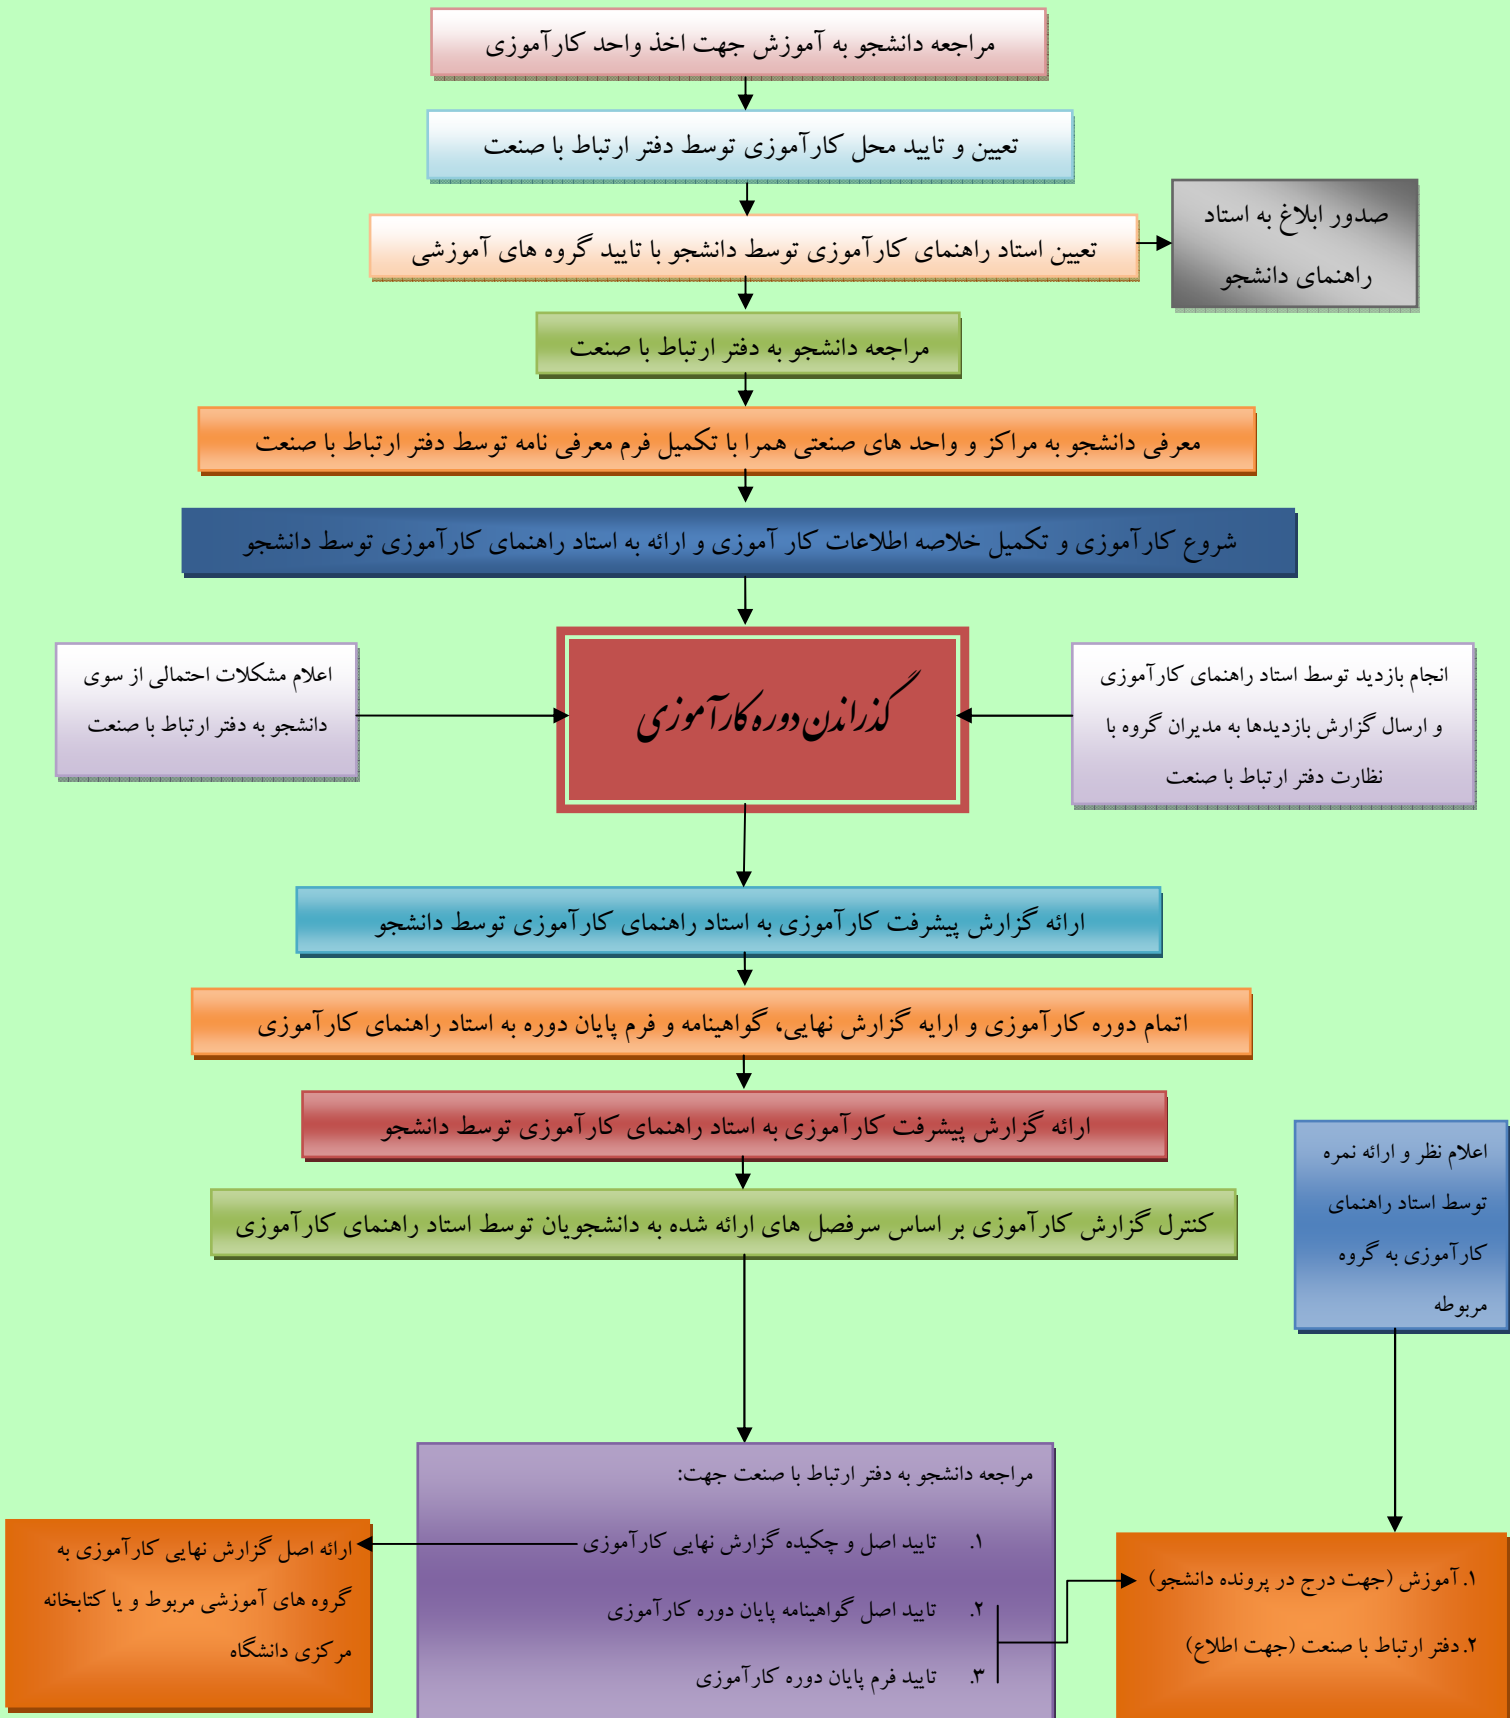 مراجعه دانشجو به آموزش جهت اخذ واحد کارآموزی
تعیین و تایید محل کارآموزی توسط دفتر ارتباط با صنعت
تعیین استاد راهنمای کارآموزی توسط دانشجو با تایید گروه های آموزشی
صدور ابلاغ به استاد
راهنمای دانشجو
مراجعه دانشجو به دفتر ارتباط با صنعت
معرفی دانشجو به مراکز و واحد های صنعتی همرا با تکمیل فرم معرفی نامه توسط دفتر ارتباط با صنعت
شروع کارآموزی و تکمیل خلاصه اطلاعات کار آموزی و ارائه به استاد راهنمای کارآموزی توسط دانشجو
انجام بازدید توسط استاد راهنمای کارآموزی
و ارسال گزارش بازدیدها به مدیران گروه با
نظارت دفتر ارتباط با صنعت
گذراندن دوره کارآموزی
اعلام مشکلات احتمالی از سوی
دانشجو به دفتر ارتباط با صنعت
ارائه گزارش پیشرفت کارآموزی به استاد راهنمای کارآموزی توسط دانشجو
اتمام دوره کارآموزی و ارایه گزارش نهایی، گواهینامه و فرم پایان دوره به استاد راهنمای کارآموزی
ارائه گزارش پیشرفت کارآموزی به استاد راهنمای کارآموزی توسط دانشجو
کنترل گزارش کارآموزی بر اساس سرفصل های ارائه شده به دانشجویان توسط استاد راهنمای کارآموزی
اعلام نظر و ارائه نمره
توسط استاد راهنمای
کارآموزی به گروه
مربوطه
مراجعه دانشجو به دفتر ارتباط با صنعت جهت:
۱. تایید اصل و چکیده گزارش نهایی کارآموزی
۲. تایید اصل گواهینامه پایان دوره کارآموزی
۳. تایید فرم پایان دوره کارآموزی
۱. آموزش (جهت درج در پرونده دانشجو)
۲. دفتر ارتباط با صنعت (جهت اطلاع)
ارائه اصل گزارش نهایی کارآموزی به
گروه های آموزشی مربوط و یا کتابخانه
مرکزی دانشگاه